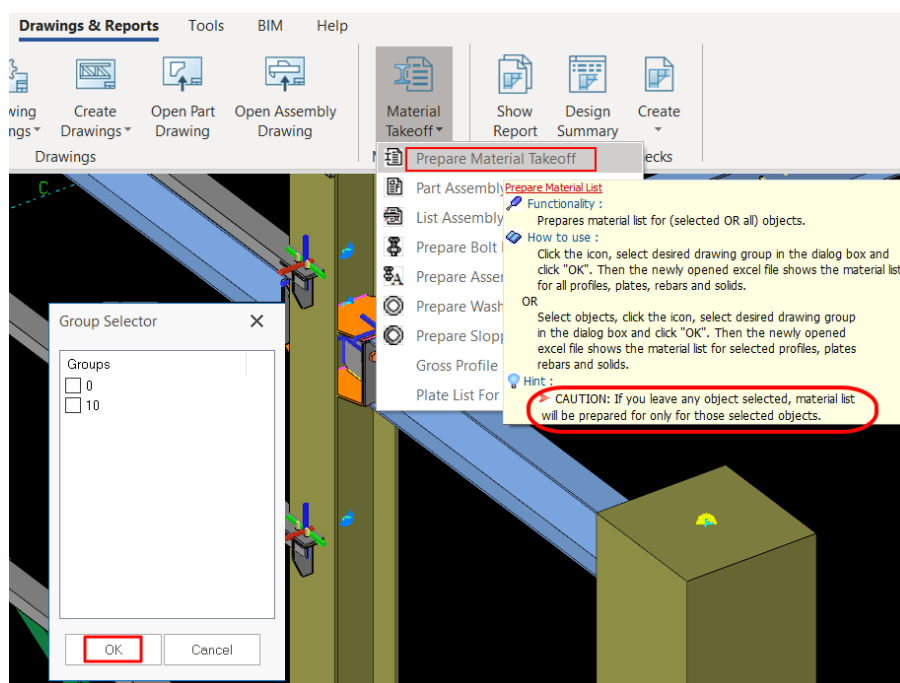 Drawings & Reports Tools BIM Help
wing Create Open Part Open Assembly Material Show Design Create
ngs Drawings Drawing Drawing Takeoff Report Summary
Drawings ecks
Prepare Material Takeoff
Part Assembly
List Assembly
Prepare Bolt
Prepare Asse
Prepare Wash
Prepare Slop
Gross Profile
Plate List For
Prepare Material List
Functionality :
Prepares material list for (selected OR all) objects.
How to use :
Click the icon, select desired drawing group in the dialog box and
click "OK". Then the newly opened excel file shows the material list
for all profiles, plates, rebars and solids.
OR
Select objects, click the icon, select desired drawing group
in the dialog box and click "OK". Then the newly opened
excel file shows the material list for selected profiles, plates
rebars and solids.
Hint :
CAUTION: If you leave any object selected, material list
will be prepared for only for those selected objects.
C
Group Selector
Groups
0
10
OK Cancel